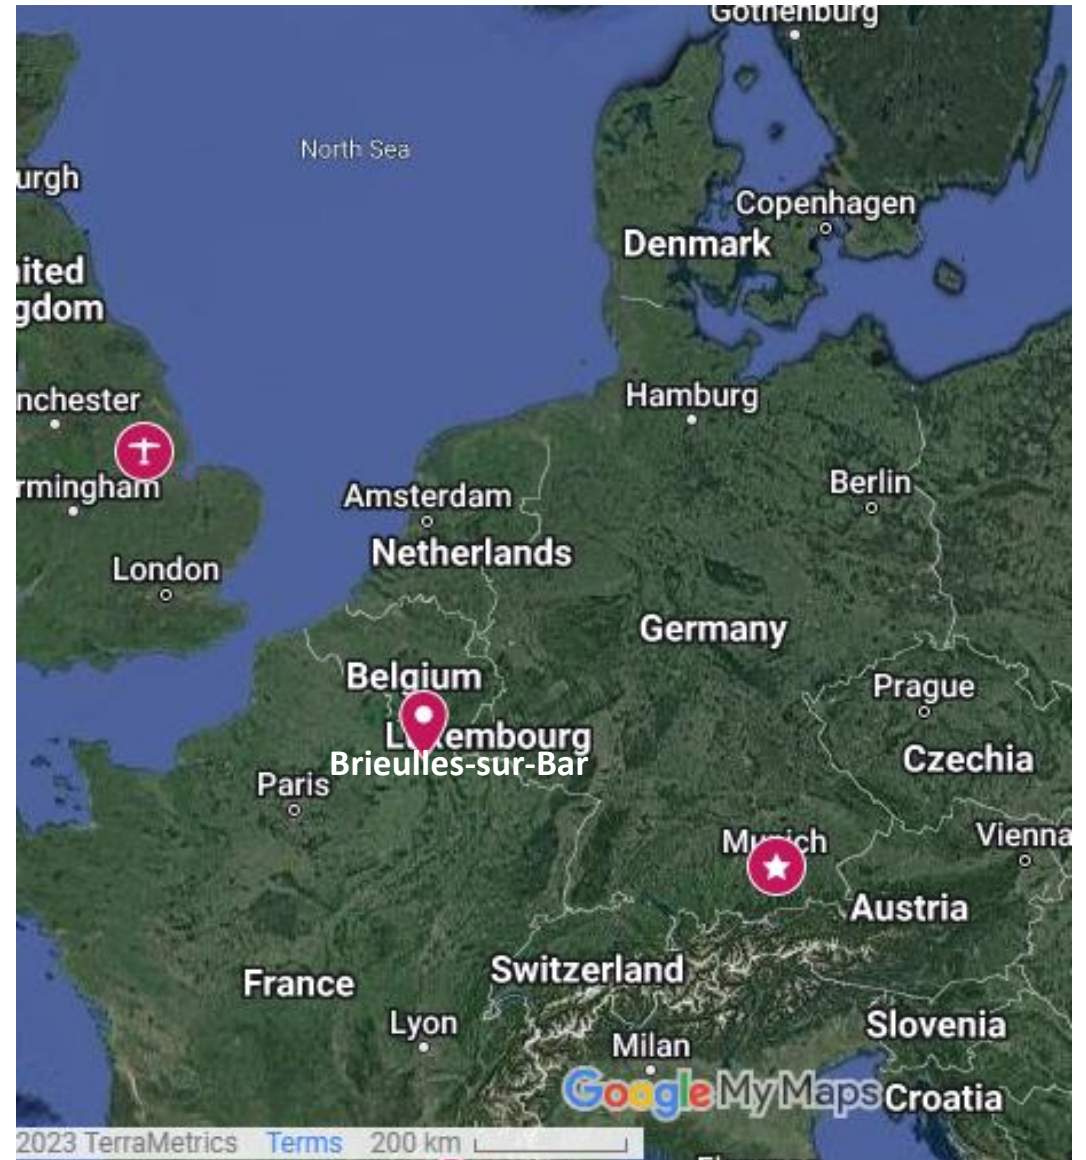 Gothenburg
North Sea
urgh
Copenhagen
Denmark
ited
gdom
nchester
Hamburg
rmingham
Amsterdam
Berlin
Netherlands
London
Germany
Belgium
Prague
Luxembourg
Brieulles-sur-Bar
Czechia
Paris
Munich
Vienna
Austria
Switzerland
France
Lyon
Slovenia
Milan
Google My Maps
Croatia
2023 TerraMetrics Terms 200 km